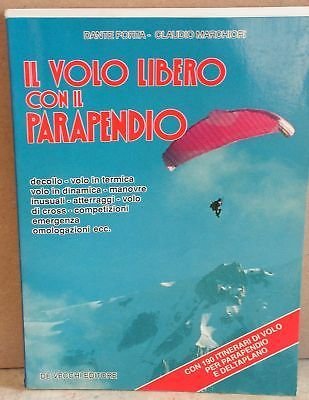 DANTE PORTA - CLAUDIO MARCHIORI
IL VOLO LIBERO
CON IL
PARAPENDIO
decollo - volo in termica
volo in dinamica - manovre
inusuali - atterraggi - volo
di cross - competizioni
emergenza
omologazioni ecc.
CON 190 ITINERARI DI VOLO
PER PARAPENDIO
E DELTAPLANO
DE VECCHI EDITORE